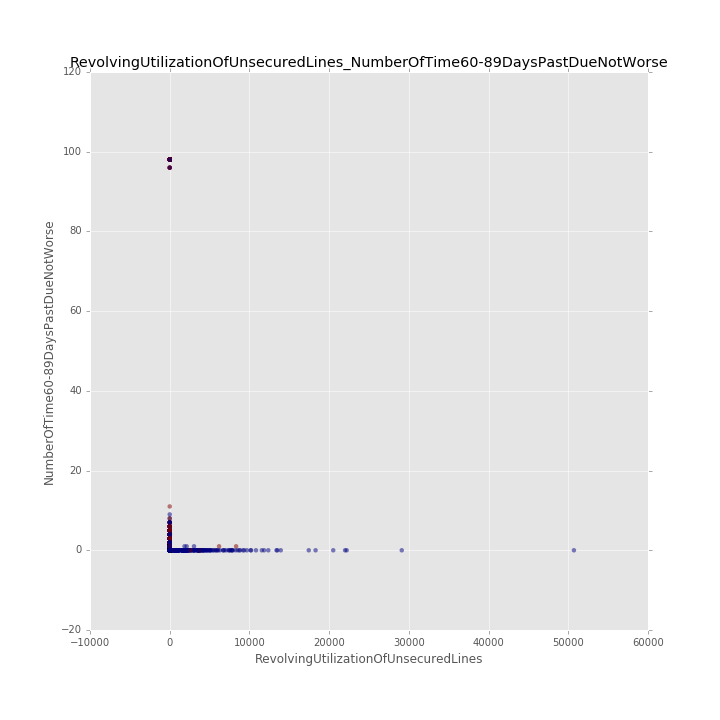 RevolvingUtilizationOfUnsecuredLines_NumberOfTime60-89DaysPastDueNotWorse
120
100
80
60
40
20
0
−20
NumberOfTime60-89DaysPastDueNotWorse
−10000 0 10000 20000 30000 40000 50000 60000
RevolvingUtilizationOfUnsecuredLines